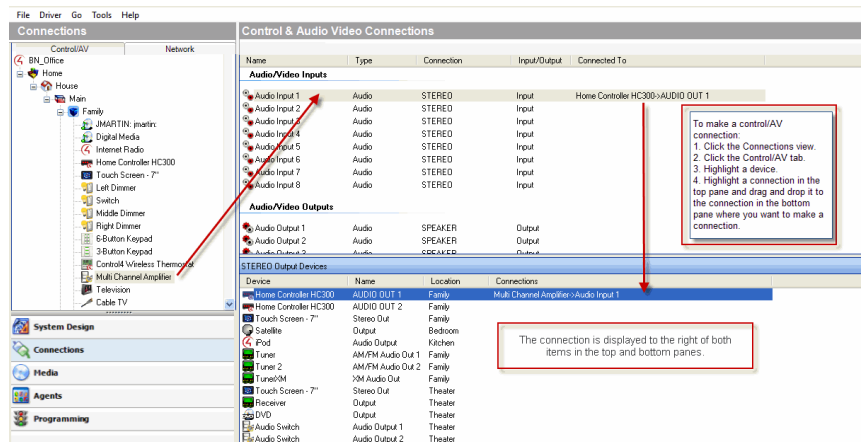 File Driver Go Tools Help
Connections
Control/AV Network
BN_Office
Home
House
Main
Family
JMARTIN: jmartin:
Digital Media
Internet Radio
Home Controller HC300
Touch Screen - 7"
Left Dimmer
Switch
Middle Dimmer
Right Dimmer
6-Button Keypad
3-Button Keypad
Control4 Wireless Thermostat
Multi Channel Amplifier
Television
Cable TV
System Design
Connections
Media
Agents
Programming
Control & Audio Video Connections
Name Type Connection Input/Output Connected To
Audio/Video Inputs
Audio Input 1 Audio STEREO Input Home Controller HC300->AUDIO OUT 1
Audio Input 2 Audio STEREO Input
Audio Input 3 Audio STEREO Input
Audio Input 4 Audio STEREO Input
Audio Input 5 Audio STEREO Input
Audio Input 6 Audio STEREO Input
Audio Input 7 Audio STEREO Input
Audio Input 8 Audio STEREO Input
Audio/Video Outputs
Audio Output 1 Audio SPEAKER Output
Audio Output 2 Audio SPEAKER Output
Audio Output 3 Audio SPEAKER Output
To make a control/AV
connection:
1. Click the Connections view.
2. Click the Control/AV tab.
3. Highlight a device.
4. Highlight a connection in the
top pane and drag and drop it to
the connection in the bottom
pane where you want to make a
connection.
STEREO Output Devices
Device Name Location Connections
Home Controller HC300 AUDIO OUT 1 Family Multi Channel Amplifier->Audio Input 1
Home Controller HC300 AUDIO OUT 2 Family
Touch Screen - 7" Stereo Out Family
Satellite Output Bedroom
iPod Audio Output Kitchen
Tuner AM/FM Audio Out 1 Family
Tuner 2 AM/FM Audio Out 2 Family
TunerXM XM Audio Out Family
Touch Screen - 7" Stereo Out Theater
Receiver Output Theater
DVD Output Theater
Audio Switch Audio Output 1 Theater
Audio Switch Audio Output 2 Theater
The connection is displayed to the right of both
items in the top and bottom panes.